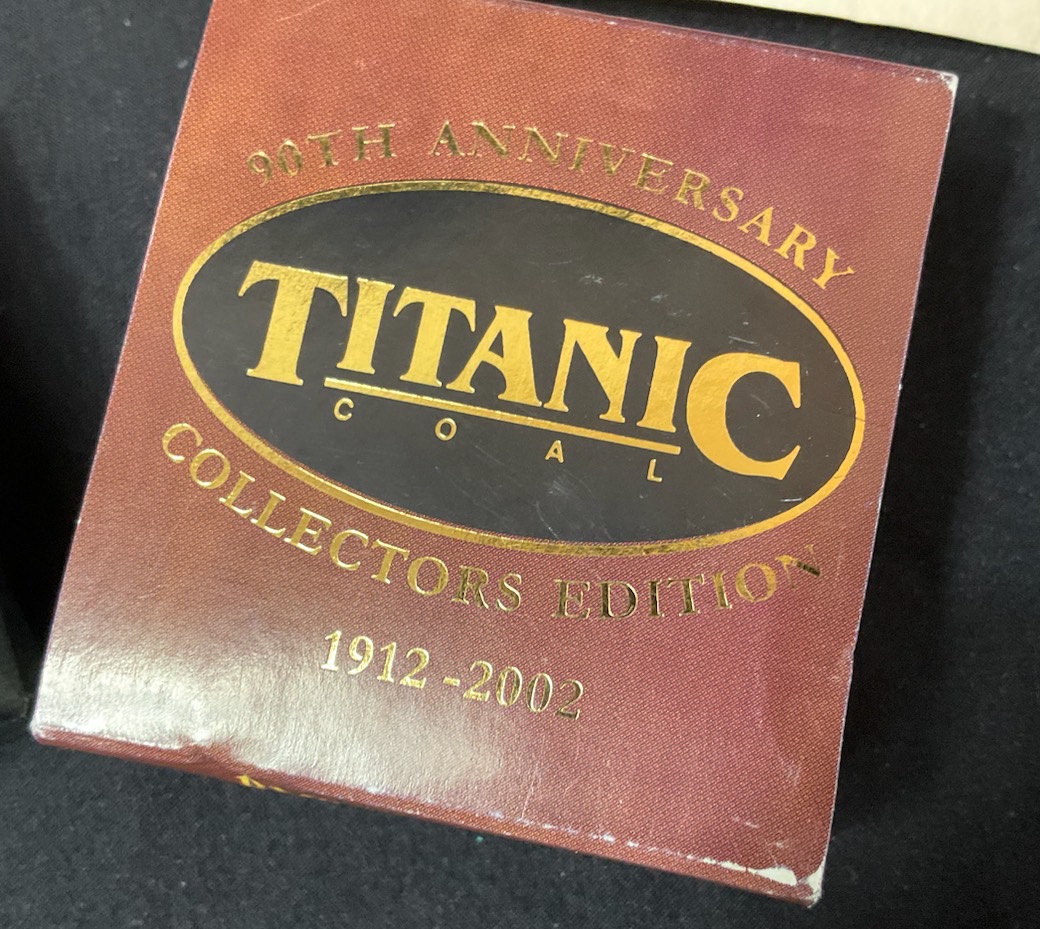 90TH ANNIVERSARY
TITANIC
COAL
COLLECTORS EDITION
1912-2002